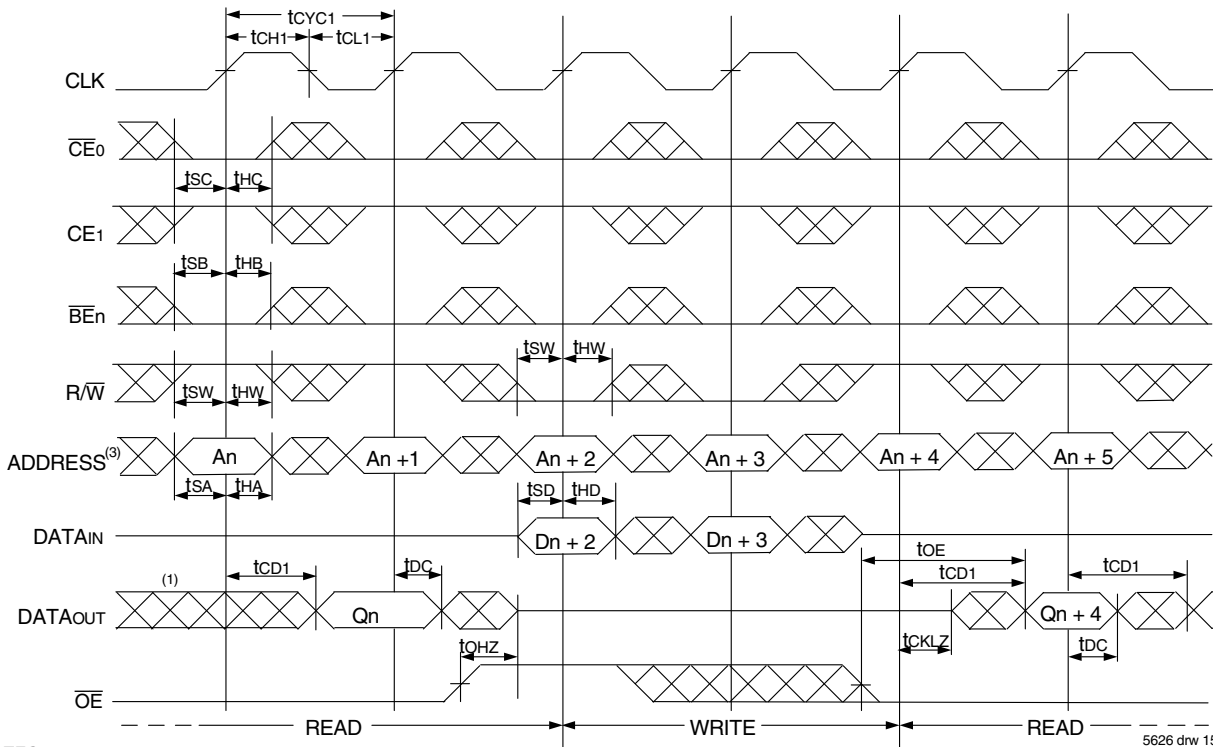 tCYC1
tCH1 tCL1
CLK
CE0
tSC tHC
CE1
tSB tHB
BEn
tSW tHW
R/W
tSW tHW
ADDRESS(3) An An +1 An + 2 An + 3 An + 4 An + 5
tSA tHA
tSD tHD
DATAIN Dn + 2 Dn + 3
tOE
(1) tCD1 tDC tCD1 tCD1
DATAOUT Qn Qn + 4
tOHZ tCKLZ tDC
OE
READ WRITE READ
5626 drw 15